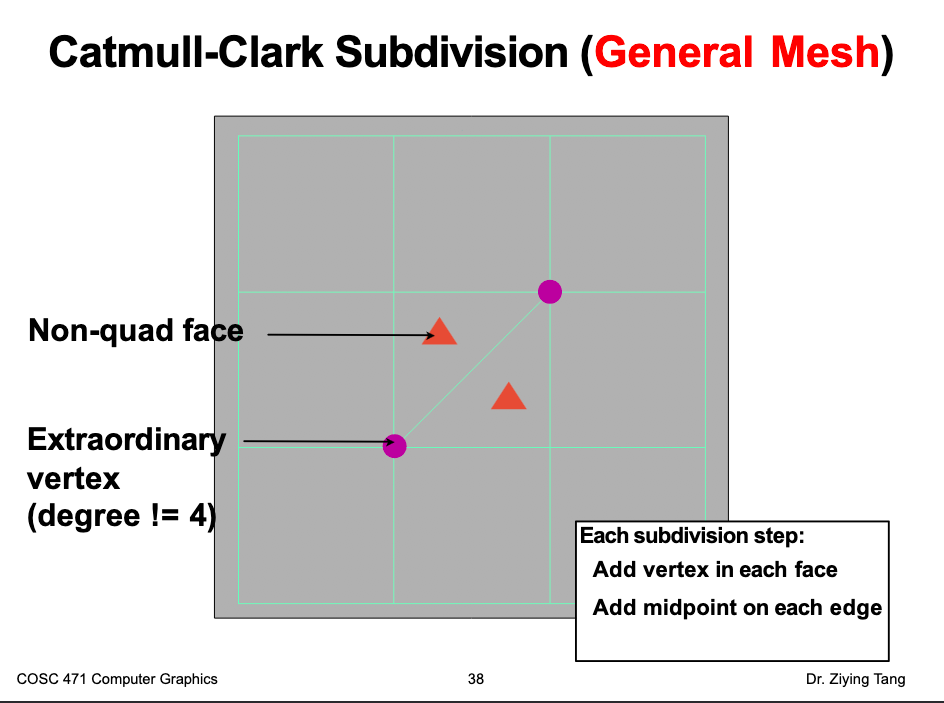 Catmull-Clark Subdivision (General Mesh)
Non-quad face
Extraordinary
vertex
(degree != 4)
Each subdivision step:
Add vertex in each face
Add midpoint on each edge
COSC 471 Computer Graphics
38
Dr. Ziying Tang